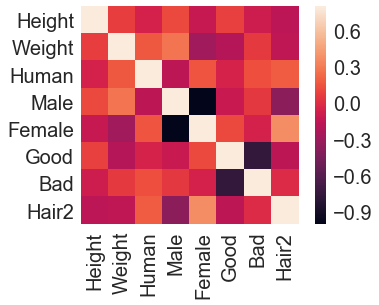 Height
Weight
Human
Male
Female
Good
Bad
Hair2
Height
Weight
Human
Male
Female
Good
Bad
Hair2
0.6
0.3
0.0
−0.3
−0.6
−0.9